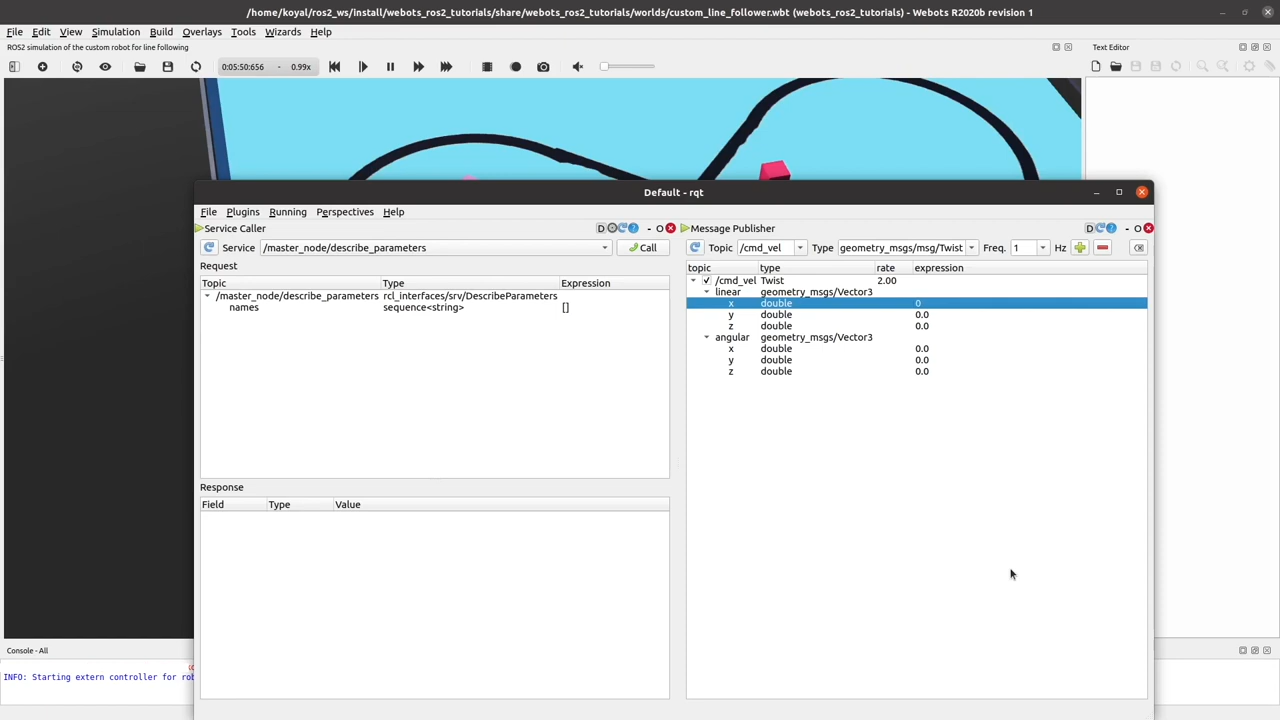 /home/koyal/ros2_ws/install/webots_ros2_tutorials/share/webots_ros2_tutorials/worlds/custom_line_follower.wbt (webots_ros2_tutorials) - Webots R2020b revision 1
File Edit View Simulation Build Overlays Tools Wizards Help
ROS2 simulation of the custom robot for line following
Text Editor
0:05:50:656 - 0.99x
Default - rqt
File Plugins Running Perspectives Help
Service Caller
D - O
Message Publisher
D - O
Service /master_node/describe_parameters Call
Topic /cmd_vel Type geometry_msgs/msg/Twist Freq. 1 Hz
Request
Topic Type Expression
/master_node/describe_parameters rcl_interfaces/srv/DescribeParameters
names sequence<string> []
topic type rate expression
/cmd_vel Twist 2.00
linear geometry_msgs/Vector3
x double 0
y double 0.0
z double 0.0
angular geometry_msgs/Vector3
x double 0.0
y double 0.0
z double 0.0
Response
Field Type Value
Console - All
INFO: Starting extern controller for rob